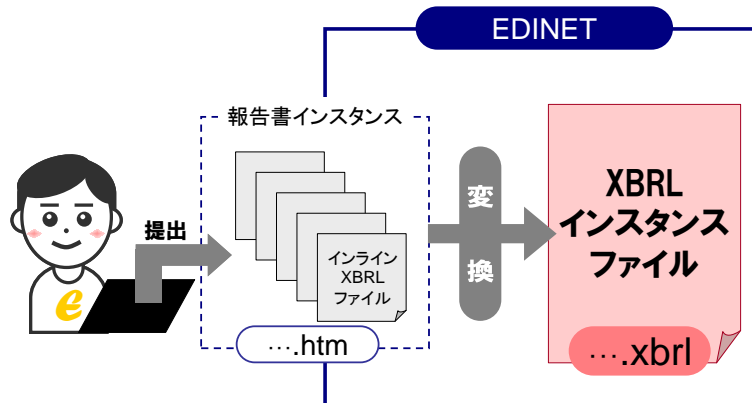 EDINET
報告書インスタンス
提出
e
インライン
XBRL
ファイル
….htm
変
換
XBRL
インスタンス
ファイル
….xbrl